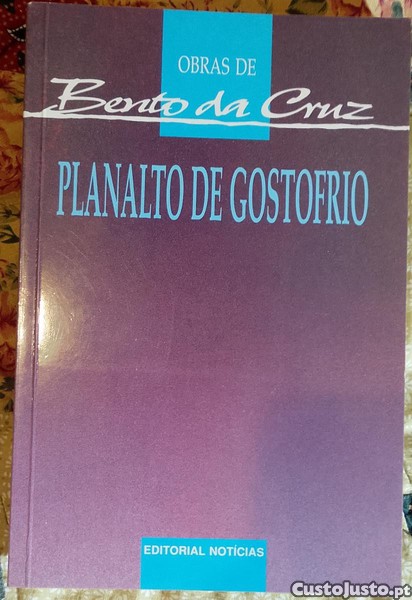 OBRAS DE
Bento da Cruz
PLANALTO DE GOSTOFRIO
EDITORIAL NOTÍCIAS
CustoJusto.pt